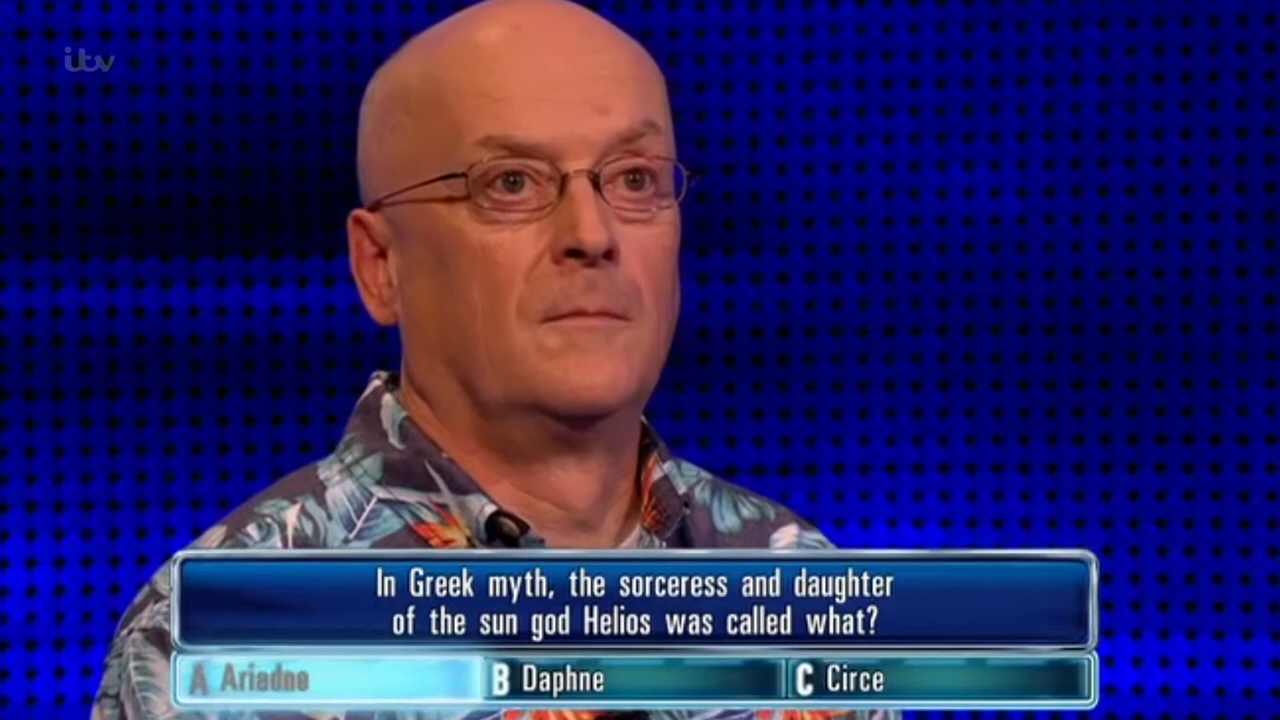 itv
In Greek myth, the sorceress and daughter
of the sun god Helios was called what?
A Ariadne
B Daphne
C Circe